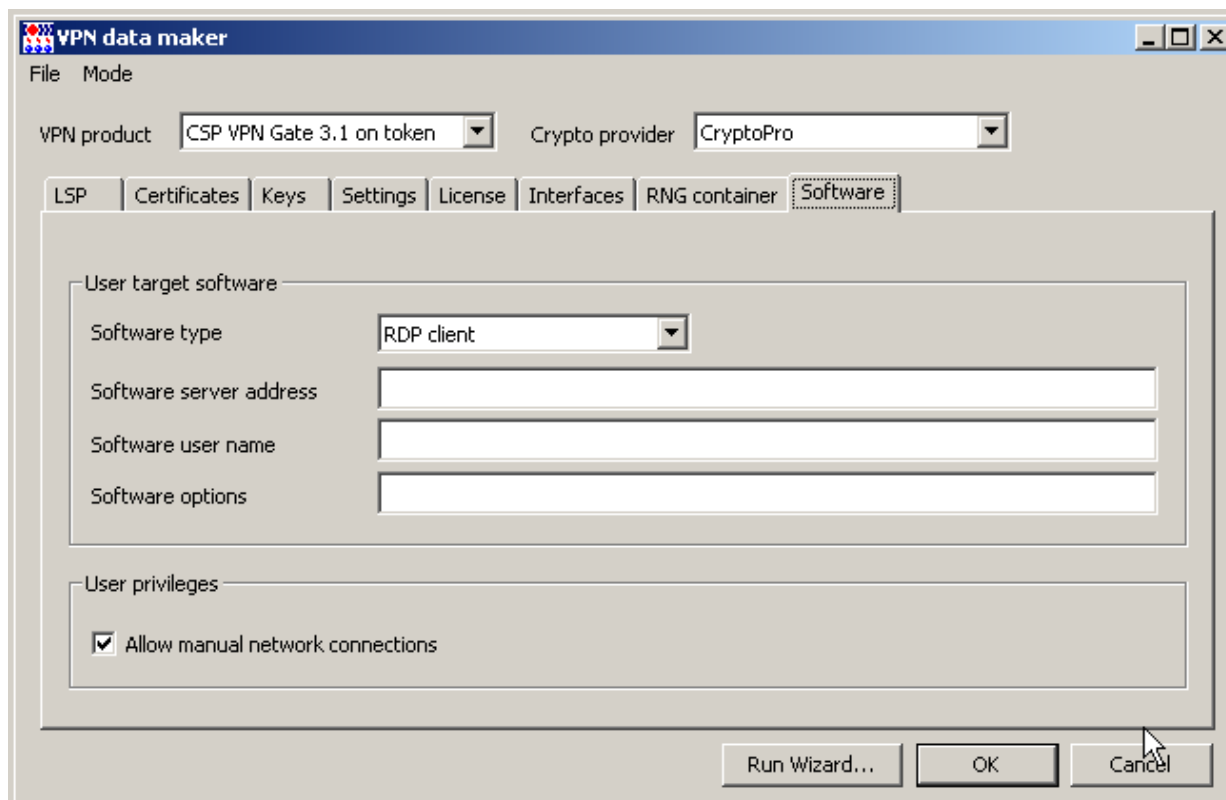 VPN data maker
File Mode
VPN product CSP VPN Gate 3.1 on token Crypto provider CryptoPro
LSP Certificates Keys Settings License Interfaces RNG container Software
User target software
Software type RDP client
Software server address
Software user name
Software options
User privileges
Allow manual network connections
Run Wizard... OK Cancel